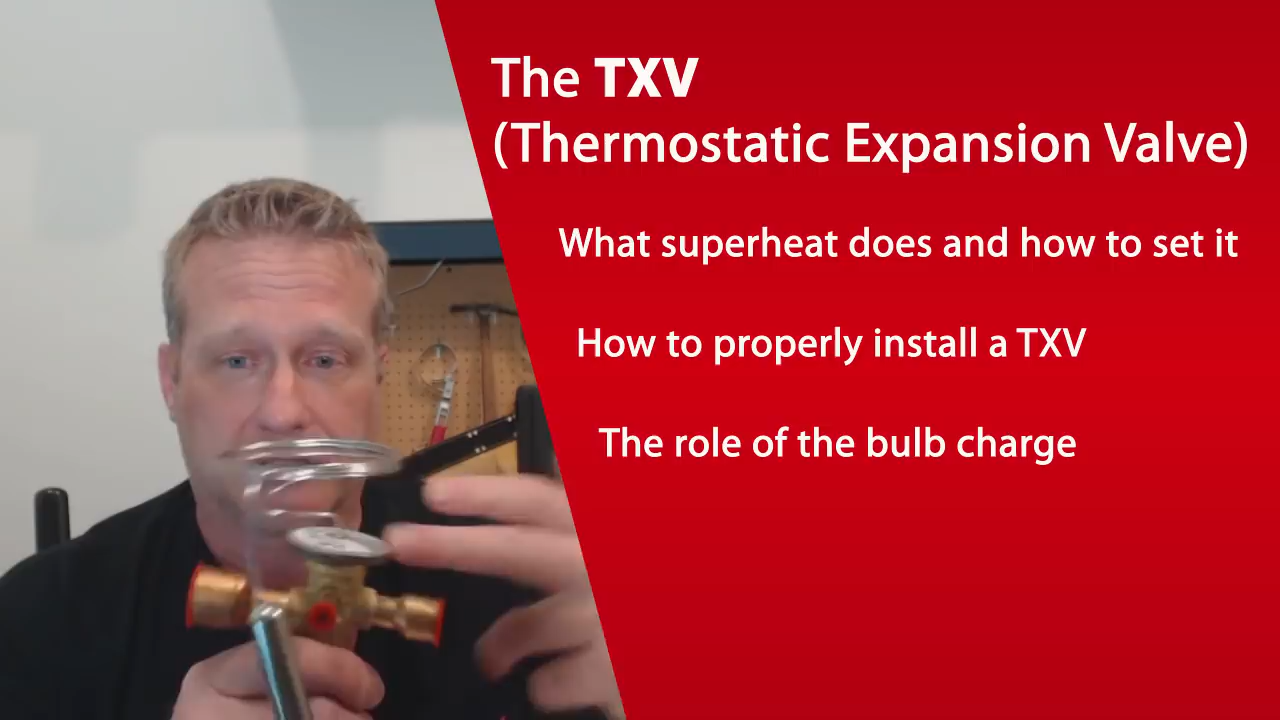 The TXV
(Thermostatic Expansion Valve)
What superheat does and how to set it
How to properly install a TXV
The role of the bulb charge